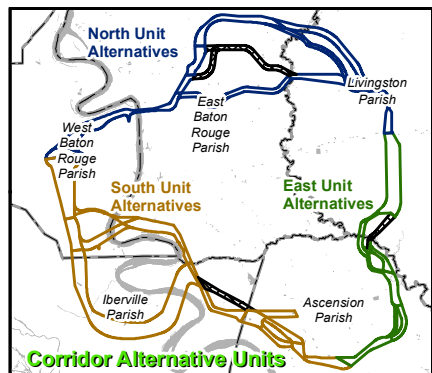 North Unit
Alternatives
Livingston
Parish
East
Baton
Rouge
Parish
West
Baton
Rouge
Parish
South Unit
Alternatives
East Unit
Alternatives
Iberville
Parish
Ascension
Parish
Corridor Alternative Units